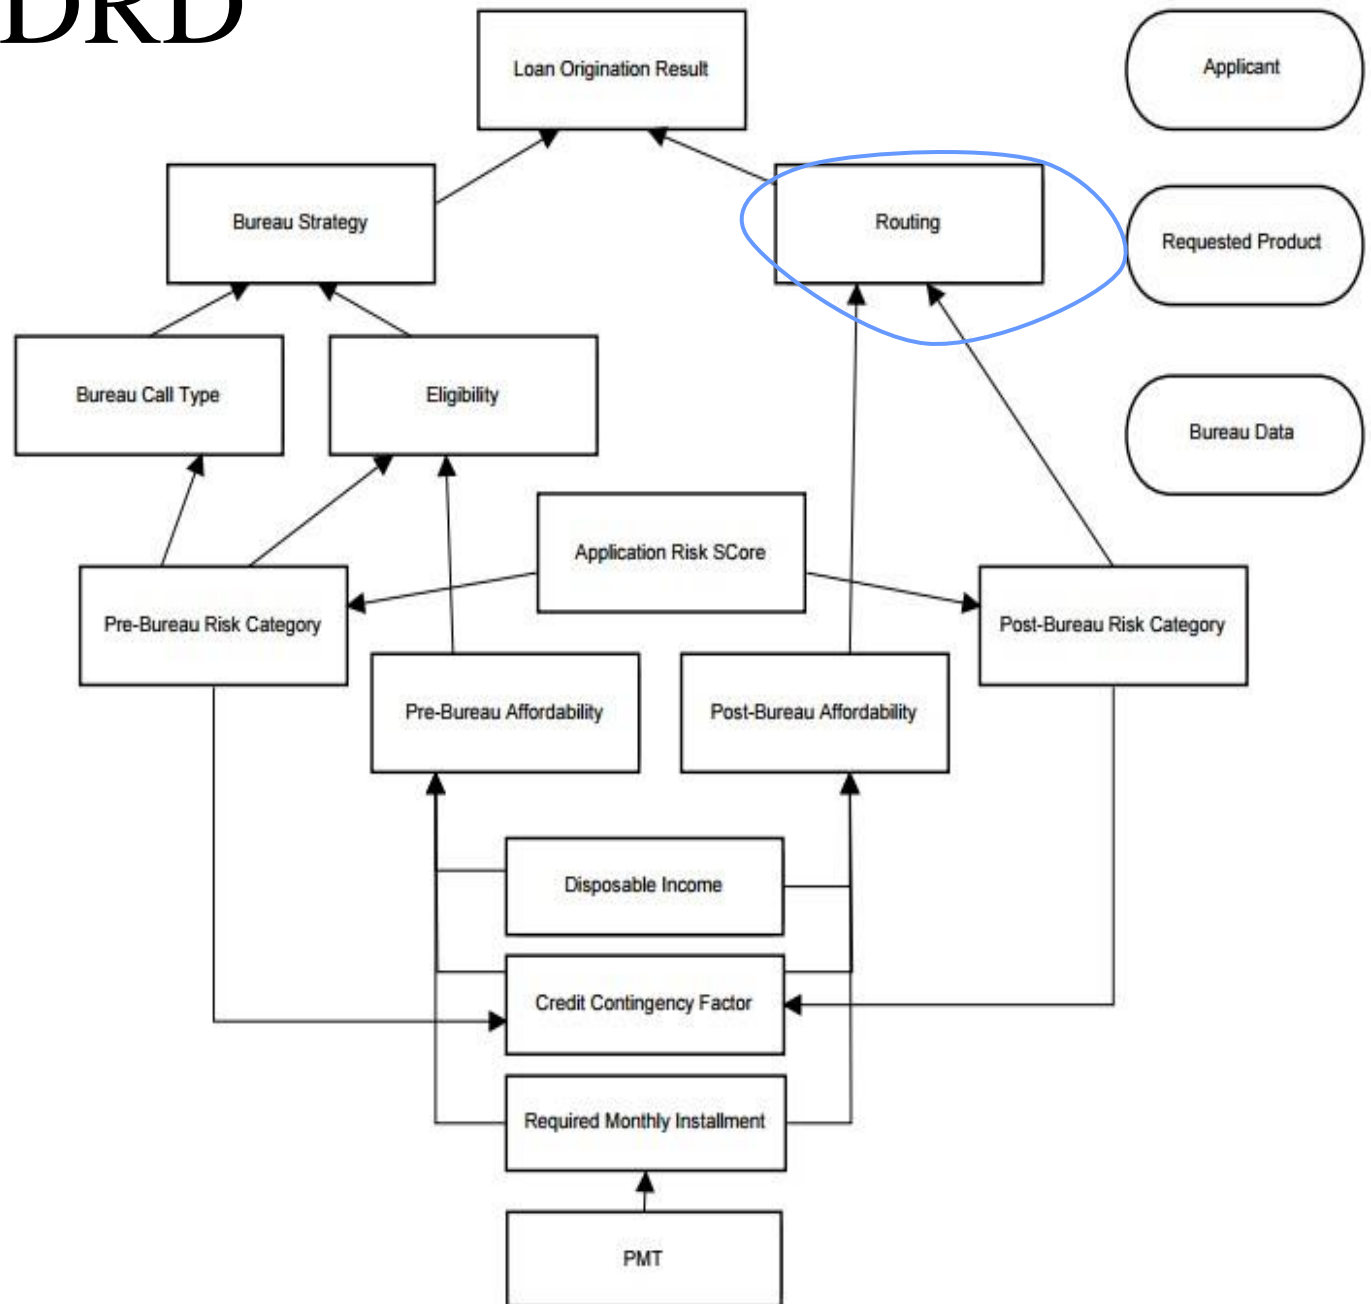 DRD
Loan Origination Result
Applicant
Bureau Strategy
Routing
Requested Product
Bureau Call Type
Eligibility
Bureau Data
Application Risk SCore
Pre-Bureau Risk Category
Post-Bureau Risk Category
Pre-Bureau Affordability
Post-Bureau Affordability
Disposable Income
Credit Contingency Factor
Required Monthly Installment
PMT